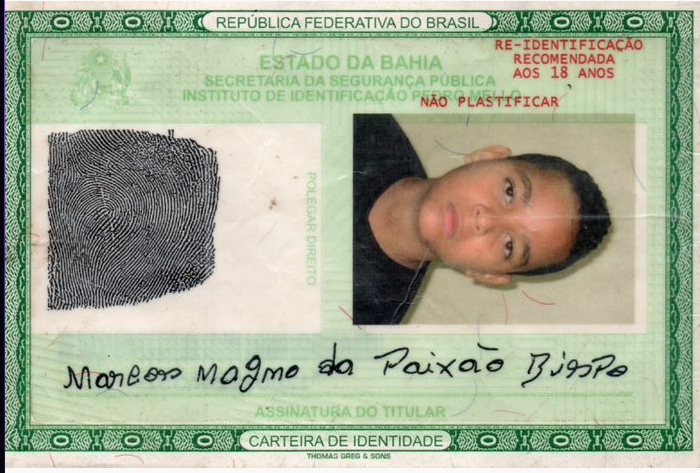 REPÚBLICA FEDERATIVA DO BRASIL
ESTADO DA BAHIA
SECRETARIA DA SEGURANÇA PÚBLICA
INSTITUTO DE IDENTIFICAÇÃO PEDRO MELLO
RE-IDENTIFICAÇÃO
RECOMENDADA
AOS 18 ANOS
NÃO PLASTIFICAR
POLEGAR DIREITO
Marcos Magno da Paixão Bispo
ASSINATURA DO TITULAR
CARTEIRA DE IDENTIDADE
THOMAS GREG & SONS